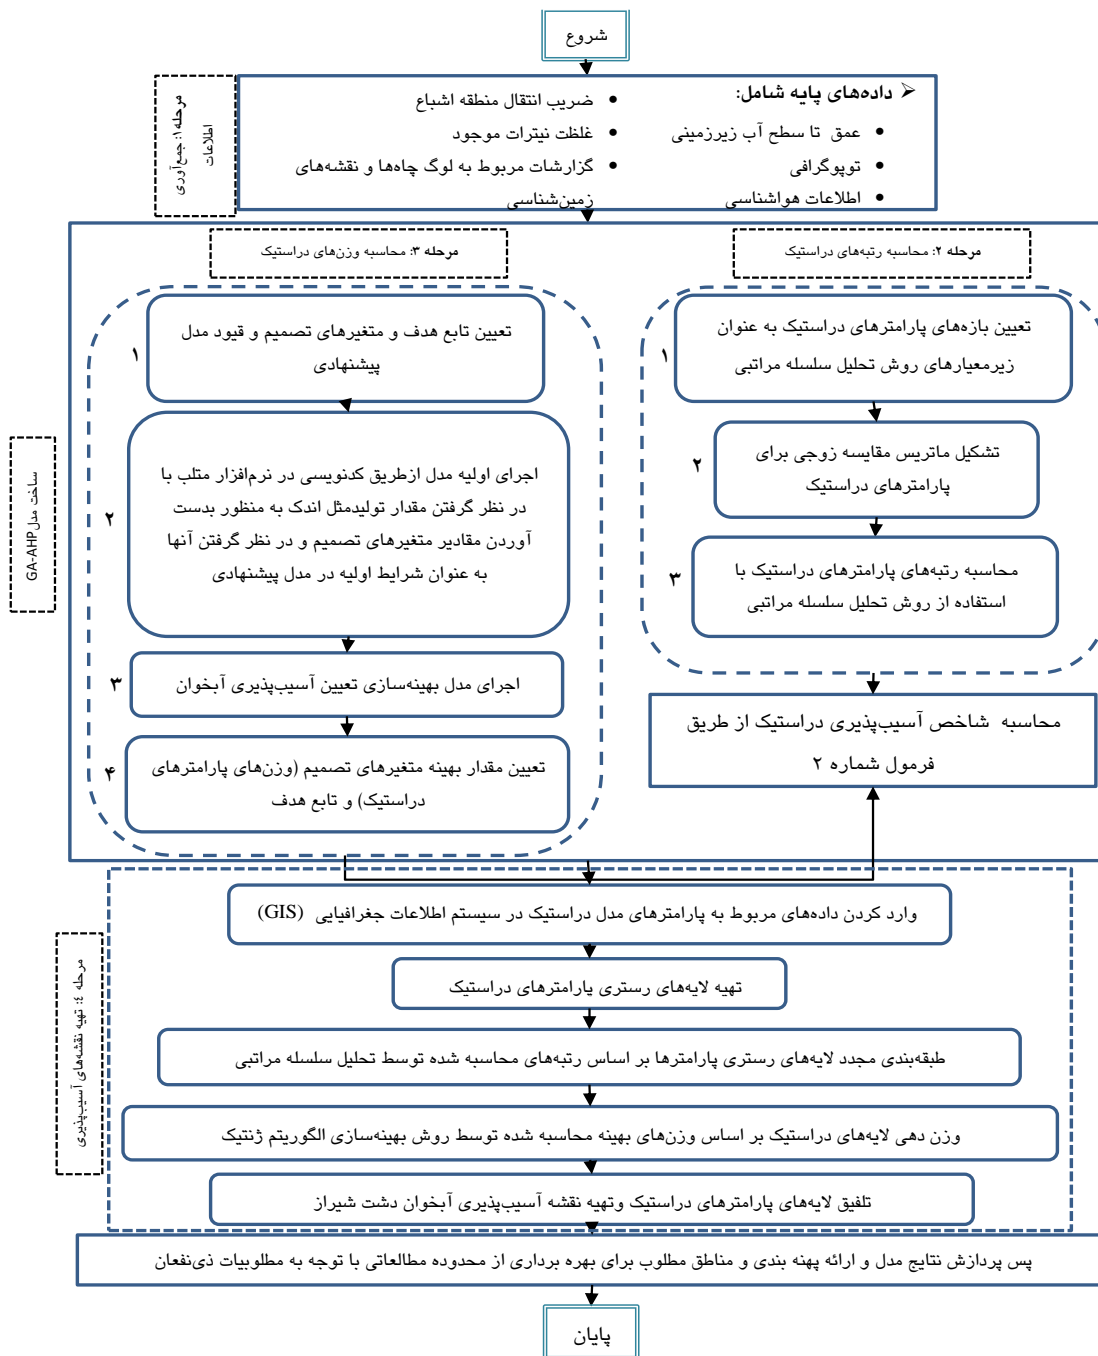 شروع
مرحله ۱: جمع‌آوری
اطلاعات
➢ داده‌های پایه شامل:
• عمق تا سطح آب زیرزمینی
• توپوگرافی
• اطلاعات هواشناسی
• ضریب انتقال منطقه اشباع
• غلظت نیترات موجود
• گزارشات مربوط به لوگ چاه‌ها و نقشه‌های
زمین‌شناسی
ساخت مدل GA-AHP
مرحله ۲: محاسبه رتبه‌های دراستیک
۱
تعیین بازه‌های پارامترهای دراستیک به عنوان
زیرمعیارهای روش تحلیل سلسله مراتبی
۲
تشکیل ماتریس مقایسه زوجی برای
پارامترهای دراستیک
۳
محاسبه رتبه‌های پارامترهای دراستیک با
استفاده از روش تحلیل سلسله مراتبی
محاسبه شاخص آسیب‌پذیری دراستیک از طریق
فرمول شماره ۲
مرحله ۳: محاسبه وزن‌های دراستیک
۱
تعیین تابع هدف و متغیرهای تصمیم و قیود مدل
پیشنهادی
۲
اجرای اولیه مدل ازطریق کدنویسی در نرم‌افزار متلب با
در نظر گرفتن مقدار تولیدمثل اندک به منظور بدست
آوردن مقادیر متغیرهای تصمیم و در نظر گرفتن آنها
به عنوان شرایط اولیه در مدل پیشنهادی
۳
اجرای مدل بهینه‌سازی تعیین آسیب‌پذیری آبخوان
۴
تعیین مقدار بهینه متغیرهای تصمیم (وزن‌های پارامترهای
دراستیک) و تابع هدف
مرحله ٤: تهیه نقشه‌های آسیب‌پذیری
وارد کردن داده‌های مربوط به پارامترهای مدل دراستیک در سیستم اطلاعات جغرافیایی (GIS)
تهیه لایه‌های رستری پارامترهای دراستیک
طبقه‌بندی مجدد لایه‌های رستری پارامترها بر اساس رتبه‌های محاسبه شده توسط تحلیل سلسله مراتبی
وزن دهی لایه‌های دراستیک بر اساس وزن‌های بهینه محاسبه شده توسط روش بهینه‌سازی الگوریتم ژنتیک
تلفیق لایه‌های پارامترهای دراستیک وتهیه نقشه آسیب‌پذیری آبخوان دشت شیراز
پس پردازش نتایج مدل و ارائه پهنه بندی و مناطق مطلوب برای بهره برداری از محدوده مطالعاتی با توجه به مطلوبیات ذی‌نفعان
پایان